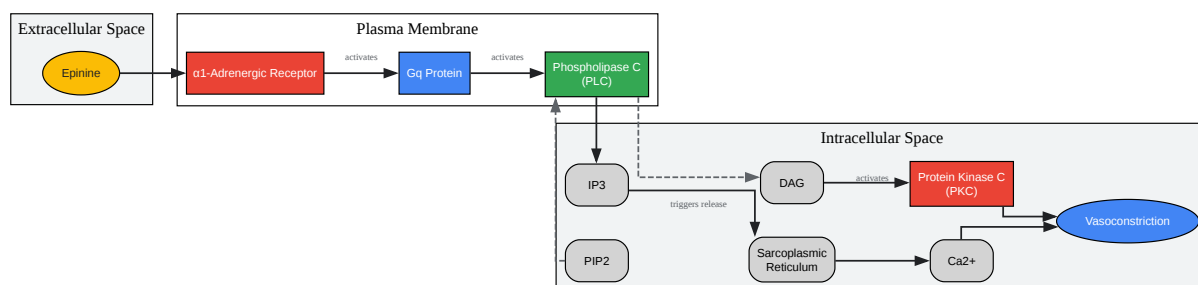 Extracellular Space
Plasma Membrane
Epinine
α1-Adrenergic Receptor
activates
Gq Protein
activates
Phospholipase C
(PLC)
Intracellular Space
IP3
DAG
activates
Protein Kinase C
(PKC)
triggers release
Vasoconstriction
PIP2
Sarcoplasmic
Reticulum
Ca2+